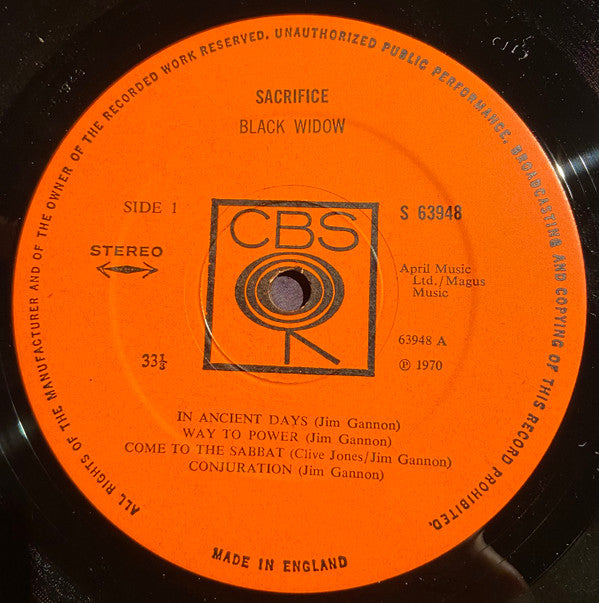 ALL RIGHTS OF THE MANUFACTURER AND OF THE OWNER OF THE RECORDED WORK RESERVED. UNAUTHORIZED PUBLIC PERFORMANCE, BROADCASTING AND COPYING OF THIS RECORD PROHIBITED.
SACRIFICE
BLACK WIDOW
SIDE 1
S 63948
CBS
STEREO
April Music
Ltd./Magus
Music
63948 A
33⅓
℗ 1970
IN ANCIENT DAYS (Jim Gannon)
WAY TO POWER (Jim Gannon)
COME TO THE SABBAT (Clive Jones/Jim Gannon)
CONJURATION (Jim Gannon)
MADE IN ENGLAND